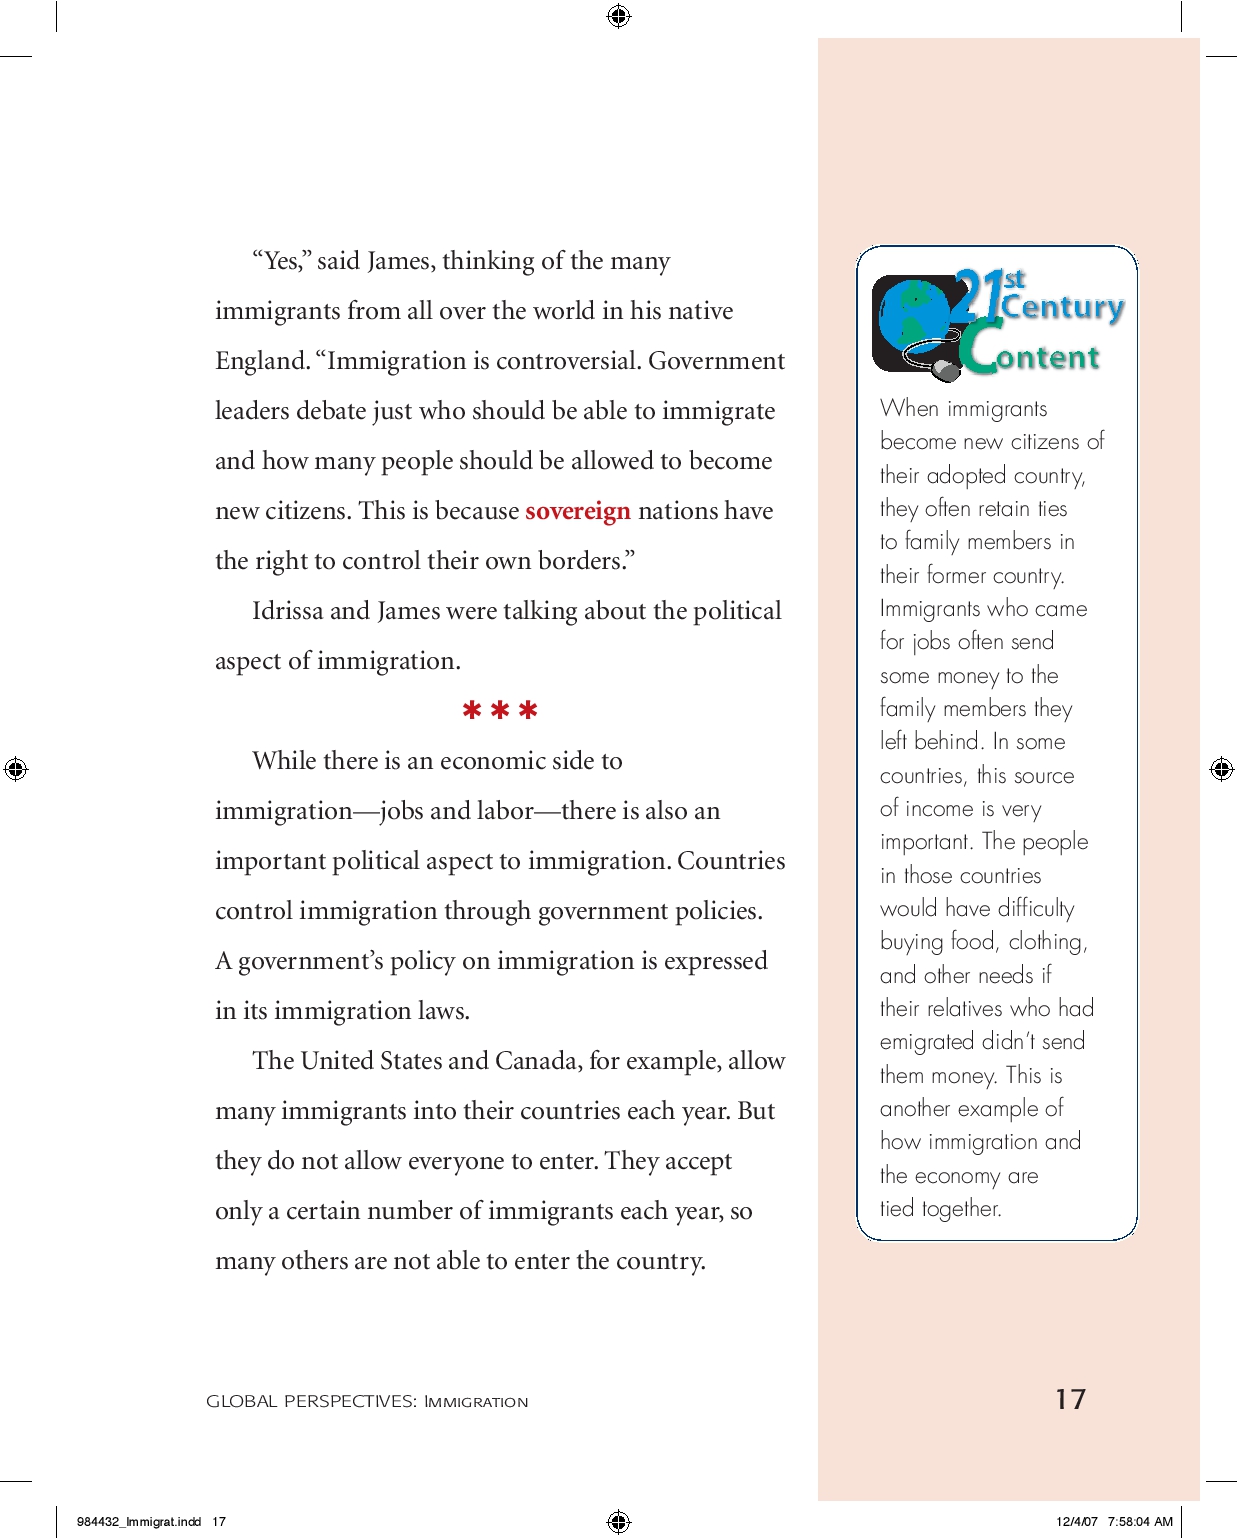 “Yes,” said James, thinking of the many
immigrants from all over the world in his native
England. “Immigration is controversial. Government
leaders debate just who should be able to immigrate
and how many people should be allowed to become
new citizens. This is because sovereign nations have
the right to control their own borders.”
Idrissa and James were talking about the political
aspect of immigration.
✱ ✱ ✱
While there is an economic side to
immigration—jobs and labor—there is also an
important political aspect to immigration. Countries
control immigration through government policies.
A government’s policy on immigration is expressed
in its immigration laws.
The United States and Canada, for example, allow
many immigrants into their countries each year. But
they do not allow everyone to enter. They accept
only a certain number of immigrants each year, so
many others are not able to enter the country.
21st
Century
Content
When immigrants
become new citizens of
their adopted country,
they often retain ties
to family members in
their former country.
Immigrants who came
for jobs often send
some money to the
family members they
left behind. In some
countries, this source
of income is very
important. The people
in those countries
would have difficulty
buying food, clothing,
and other needs if
their relatives who had
emigrated didn’t send
them money. This is
another example of
how immigration and
the economy are
tied together.
GLOBAL PERSPECTIVES: Immigration
17
984432_Immigrat.indd 17
12/4/07 7:58:04 AM